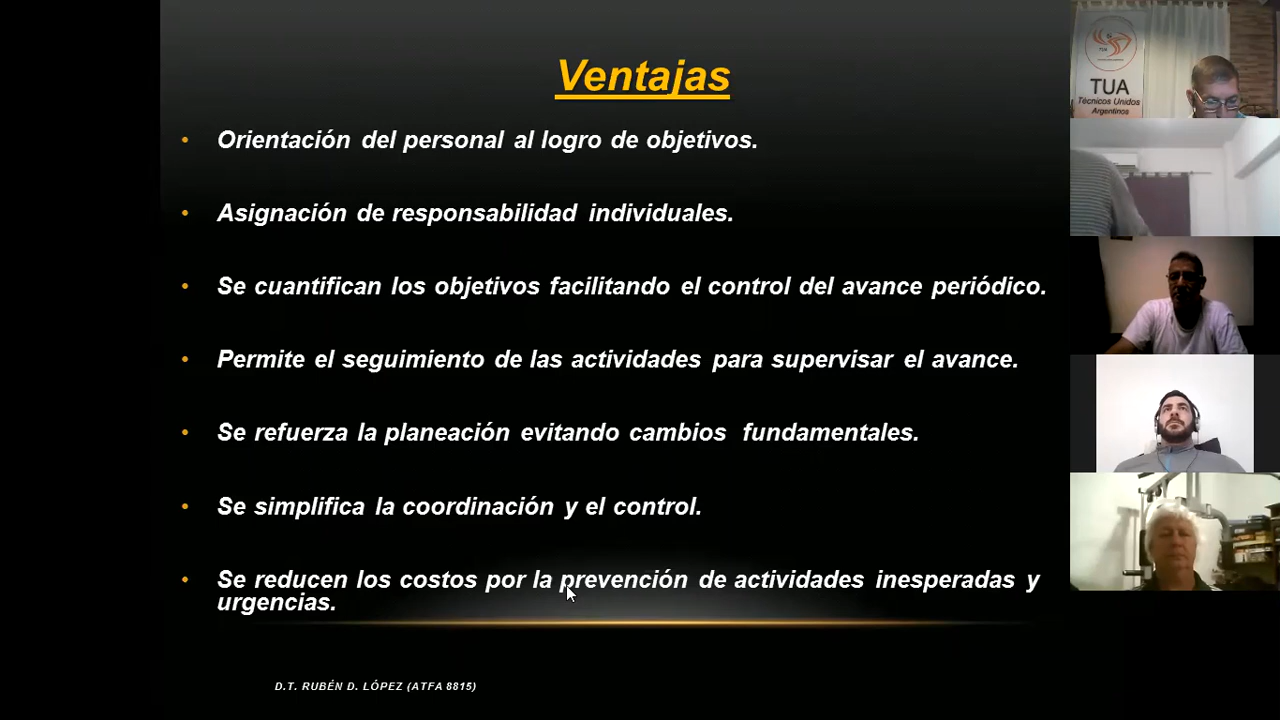 Ventajas
• Orientación del personal al logro de objetivos.
• Asignación de responsabilidad individuales.
• Se cuantifican los objetivos facilitando el control del avance periódico.
• Permite el seguimiento de las actividades para supervisar el avance.
• Se refuerza la planeación evitando cambios fundamentales.
• Se simplifica la coordinación y el control.
• Se reducen los costos por la prevención de actividades inesperadas y
urgencias.
D.T. RUBÉN D. LÓPEZ (ATFA 8815)
TUA
TUA
Técnicos Unidos
Argentinos